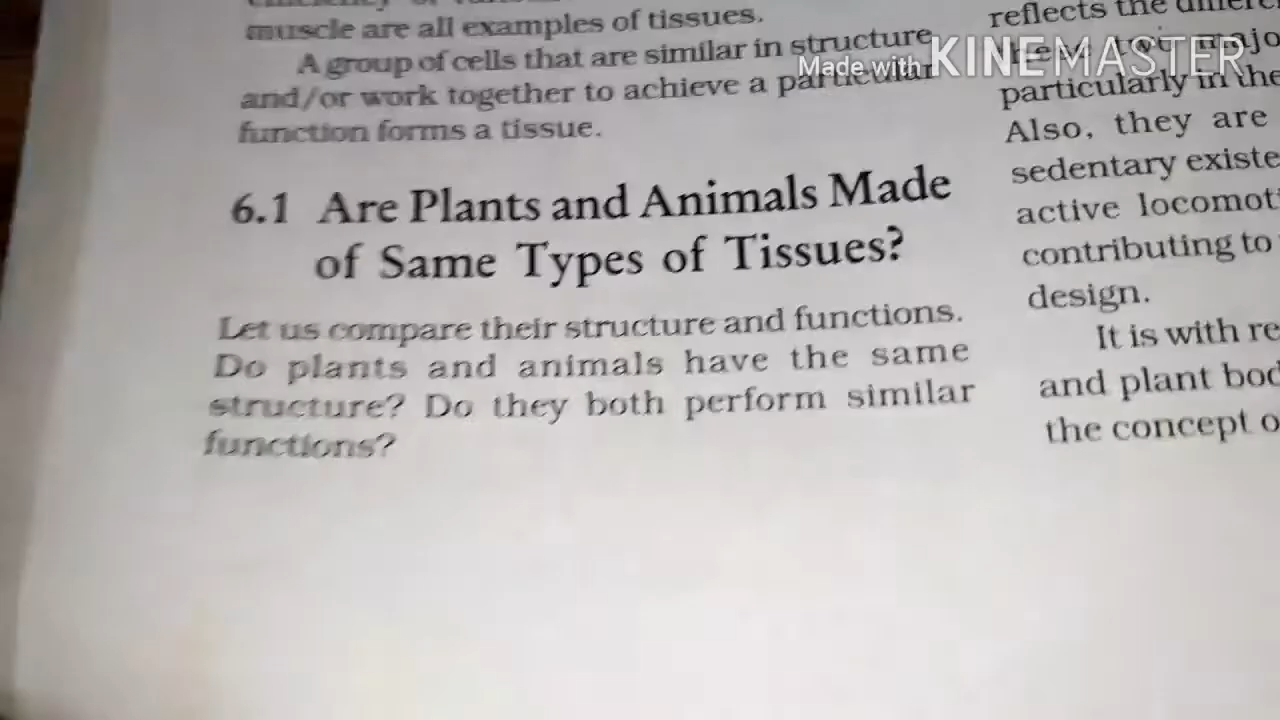 muscle are all examples of tissues.
A group of cells that are similar in structure
and/or work together to achieve a particular
function forms a tissue.
6.1 Are Plants and Animals Made
of Same Types of Tissues?
Let us compare their structure and functions.
Do plants and animals have the same
structure? Do they both perform similar
functions?
reflects the
Made with KINEMASTER
particularly in the
Also, they are
sedentary existe
active locomot
contributing to
design.
It is with re
and plant bod
the concept o